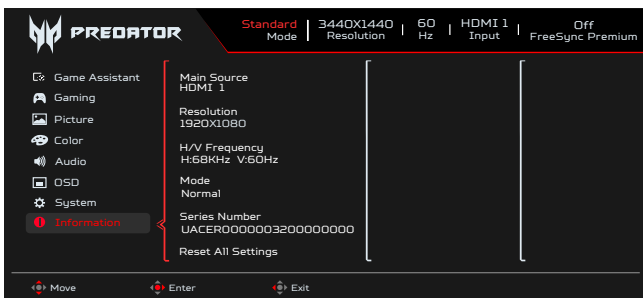 PREDATOR
Standard
Mode
3440X1440
Resolution
60
Hz
HDMI 1
Input
Off
FreeSync Premium
Game Assistant
Gaming
Picture
Color
Audio
OSD
System
Information
Main Source
HDMI 1
Resolution
1920X1080
H/V Frequency
H:68KHz V:60Hz
Mode
Normal
Series Number
UACER0000003200000000
Reset All Settings
Move
Enter
Exit